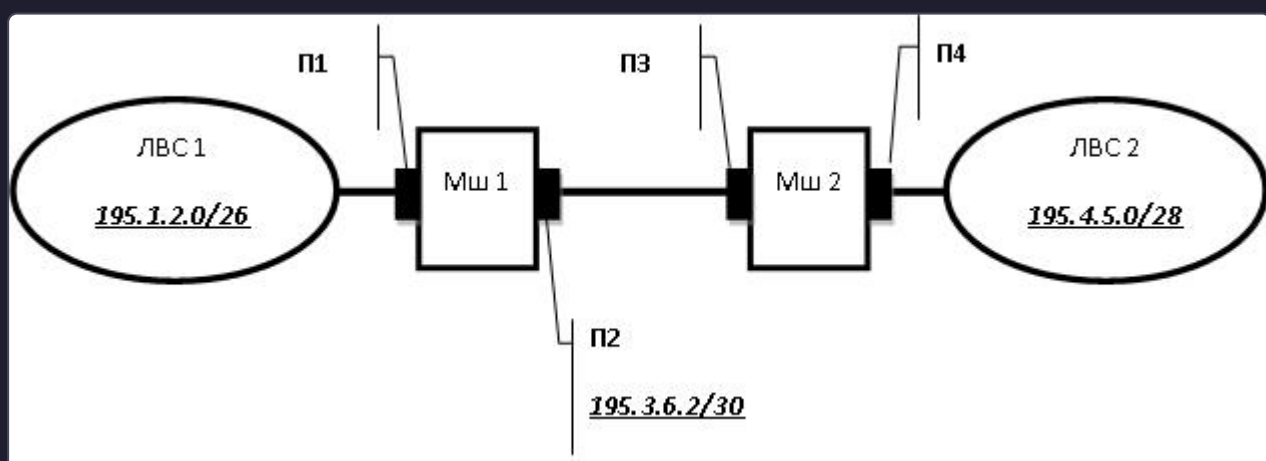 П1
П3
П4
ЛВС 1
195.1.2.0/26
Мш 1
Мш 2
ЛВС 2
195.4.5.0/28
П2
195.3.6.2/30